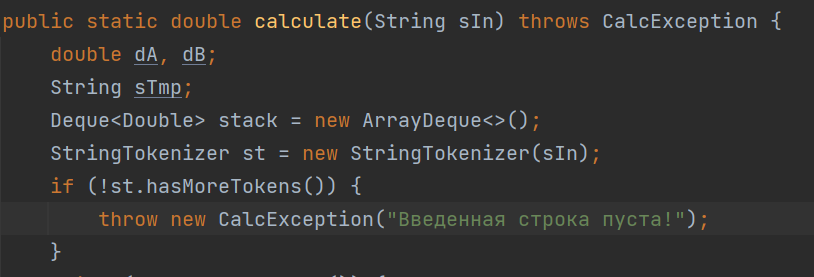 public static double calculate(String sIn) throws CalcException {
double dA, dB;
String sTmp;
Deque<Double> stack = new ArrayDeque<>();
StringTokenizer st = new StringTokenizer(sIn);
if (!st.hasMoreTokens()) {
throw new CalcException("Введенная строка пуста!");
}